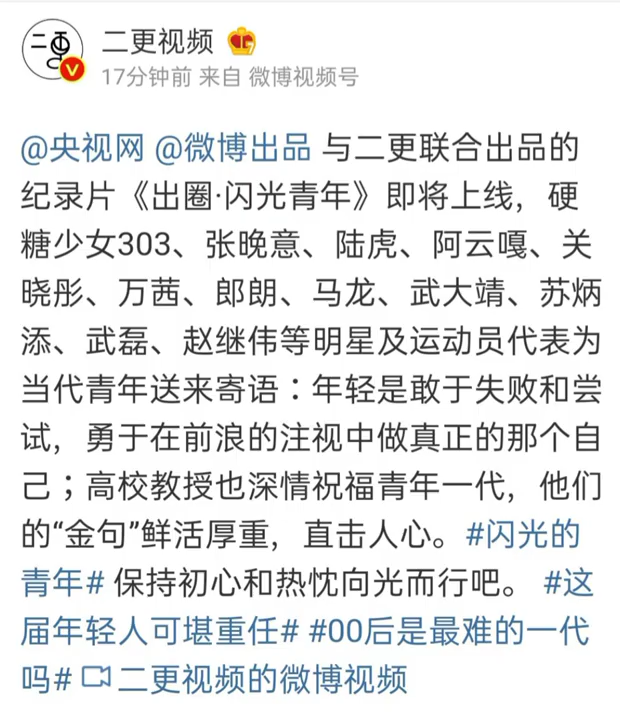 二更
二更视频
17分钟前 来自 微博视频号
@央视网 @微博出品 与二更联合出品的
纪录片《出圈·闪光青年》即将上线，硬
糖少女303、张晚意、陆虎、阿云嘎、关
晓彤、万茜、郎朗、马龙、武大靖、苏炳
添、武磊、赵继伟等明星及运动员代表为
当代青年送来寄语：年轻是敢于失败和尝
试，勇于在前浪的注视中做真正的那个自
己；高校教授也深情祝福青年一代，他们
的“金句”鲜活厚重，直击人心。#闪光的
青年# 保持初心和热忱向光而行吧。 #这
届年轻人可堪重任# #00后是最难的一代
吗# 二更视频的微博视频